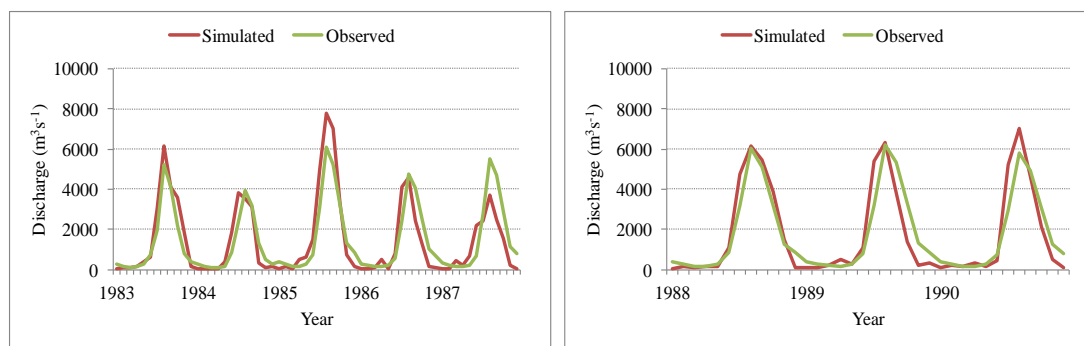 Simulated Observed
Discharge (m³s⁻¹)
10000
8000
6000
4000
2000
0
1983 1984 1985 1986 1987
Year
Simulated Observed
Discharge (m³s⁻¹)
10000
8000
6000
4000
2000
0
1988 1989 1990
Year